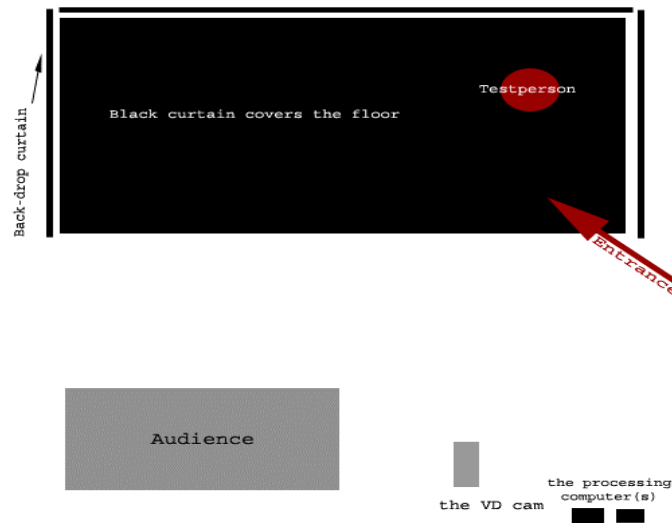 Testperson
Black curtain covers the floor
Back-drop curtain
Entrance
Audience
the processing
computer(s)
the VD cam